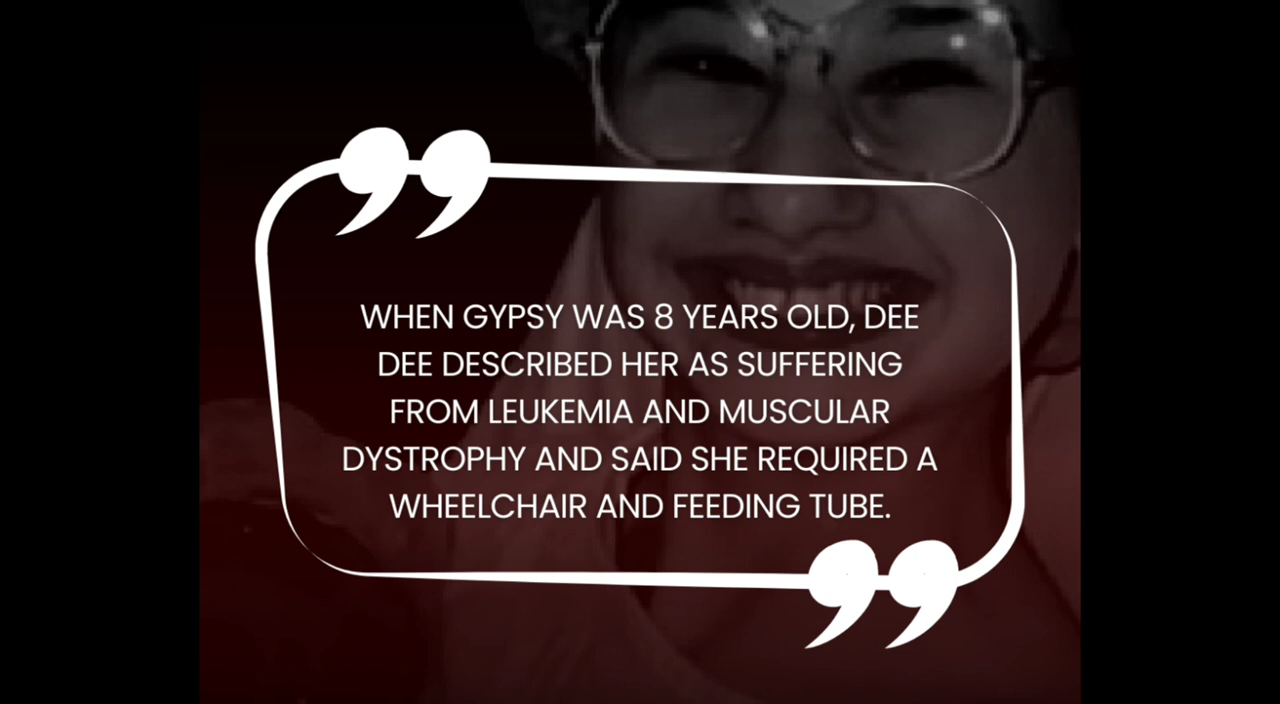 WHEN GYPSY WAS 8 YEARS OLD, DEE
DEE DESCRIBED HER AS SUFFERING
FROM LEUKEMIA AND MUSCULAR
DYSTROPHY AND SAID SHE REQUIRED A
WHEELCHAIR AND FEEDING TUBE.